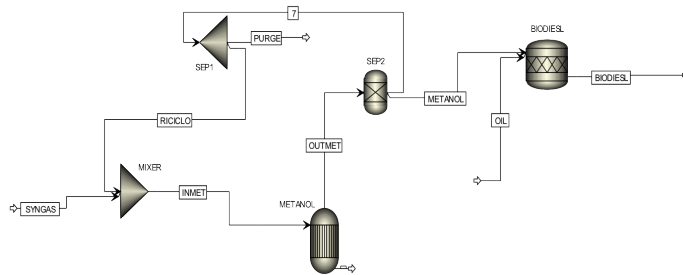 7
BIODIESL
PURGE
SEP1
SEP2
METANOL
BIODIESL
RICICLO
OIL
OUTMET
MIXER
INMET
METANOL
SYNGAS